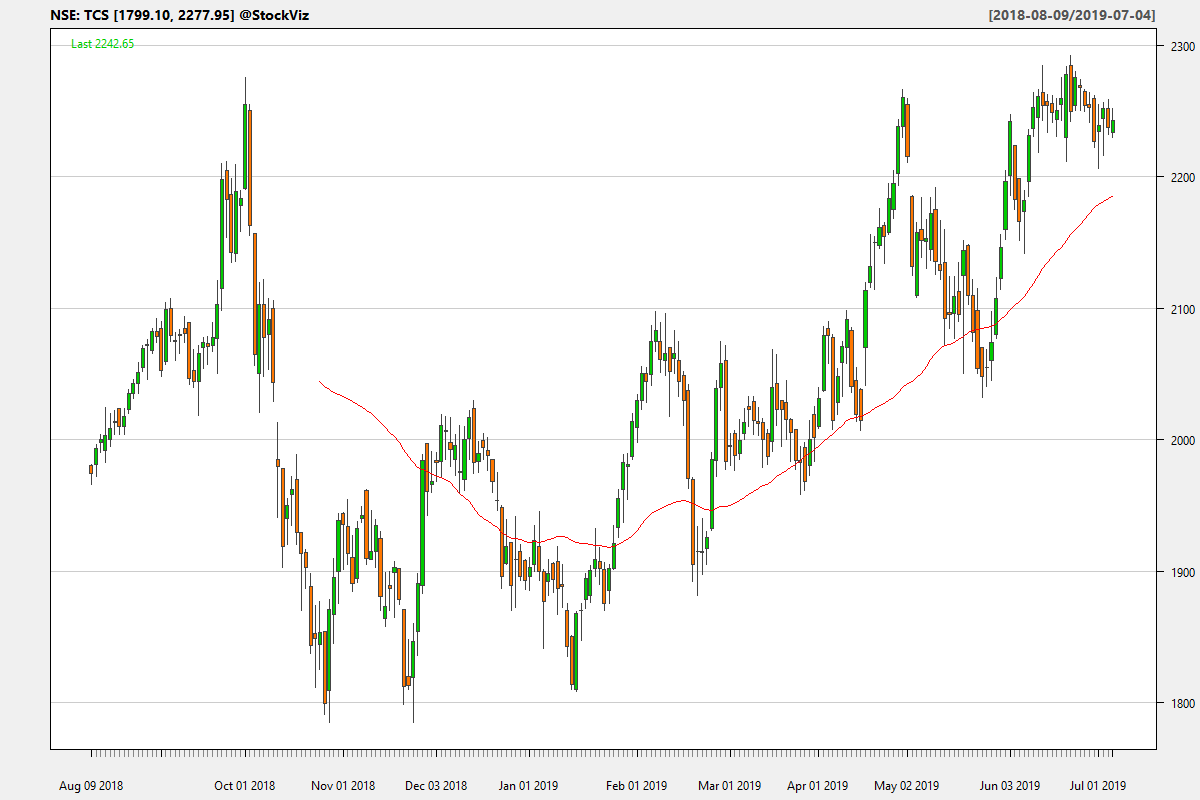 NSE: TCS [1799.10, 2277.95] @StockViz [2018-08-09/2019-07-04]
Last 2242.65
2300
2200
2100
2000
1900
1800
Aug 09 2018 Oct 01 2018 Nov 01 2018 Dec 03 2018 Jan 01 2019 Feb 01 2019 Mar 01 2019 Apr 01 2019 May 02 2019 Jun 03 2019 Jul 01 2019